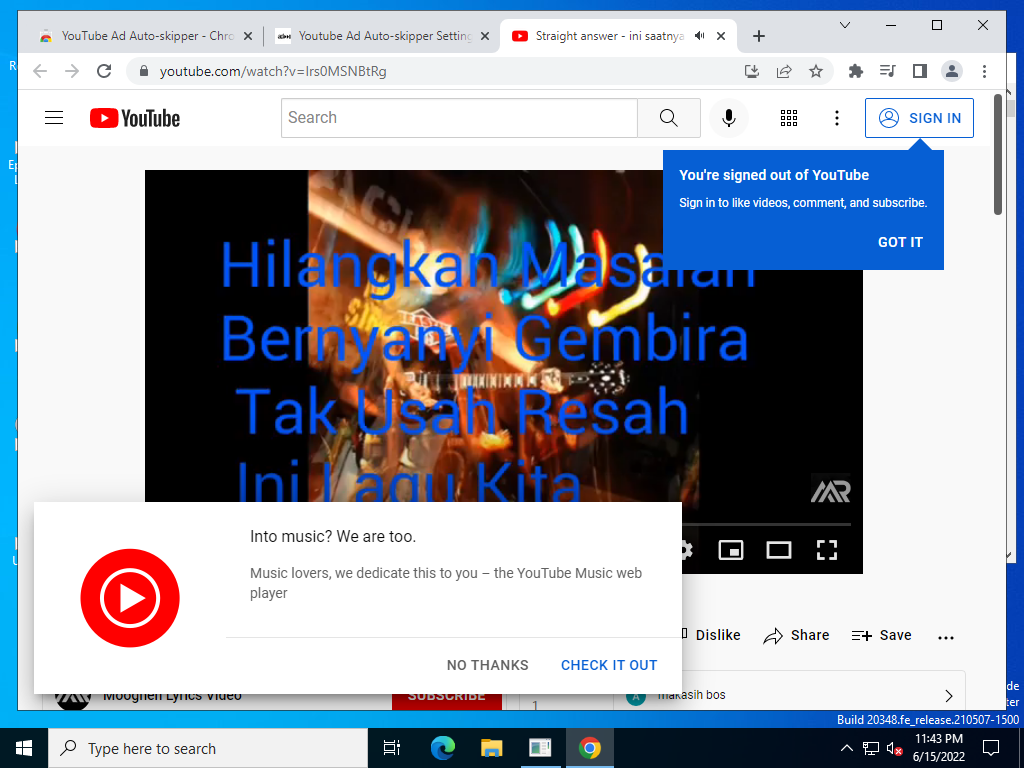 YouTube Ad Auto-skipper - Chro
Youtube Ad Auto-skipper Setting
Straight answer - ini saatnya
youtube.com/watch?v=Irs0MSNBtRg
YouTube
Search
SIGN IN
You're signed out of YouTube
Sign in to like videos, comment, and subscribe.
GOT IT
Hilangkan Masalah
Bernyanyi Gembira
Tak Usah Resah
Ini Lagu Kita
Into music? We are too.
Music lovers, we dedicate this to you – the YouTube Music web
player
NO THANKS
CHECK IT OUT
Dislike
Share
Save
Mooghen Lyrics Video
SUBSCRIBE
1
A
makasih bos
Build 20348.fe_release.210507-1500
Type here to search
11:43 PM
6/15/2022